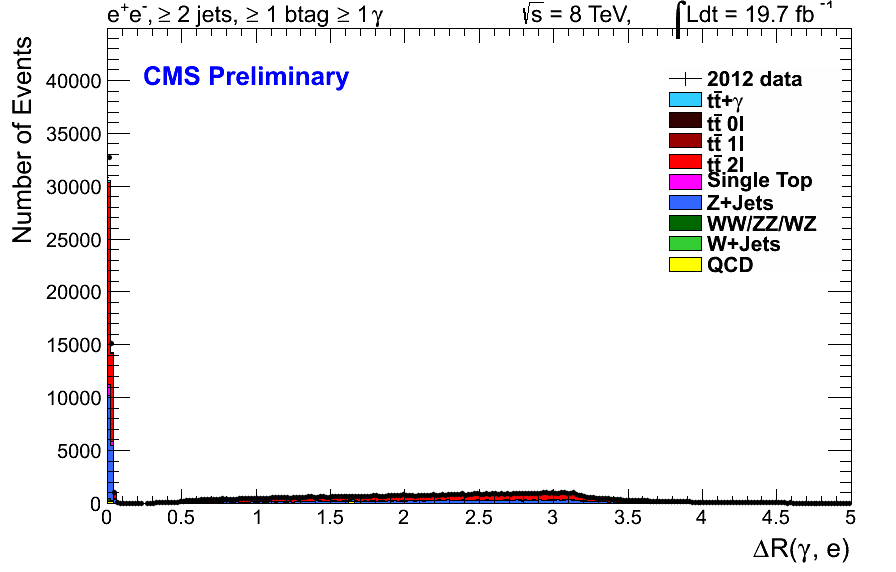 e⁺e⁻, ≥ 2 jets, ≥ 1 btag ≥ 1 γ √s = 8 TeV, ∫Ldt = 19.7 fb⁻¹
CMS Preliminary
Number of Events
40000
35000
30000
25000
20000
15000
10000
5000
0
2012 data
tt̄+γ
tt̄ 0l
tt̄ 1l
tt̄ 2l
Single Top
Z+Jets
WW/ZZ/WZ
W+Jets
QCD
0 0.5 1 1.5 2 2.5 3 3.5 4 4.5 5
ΔR(γ, e)